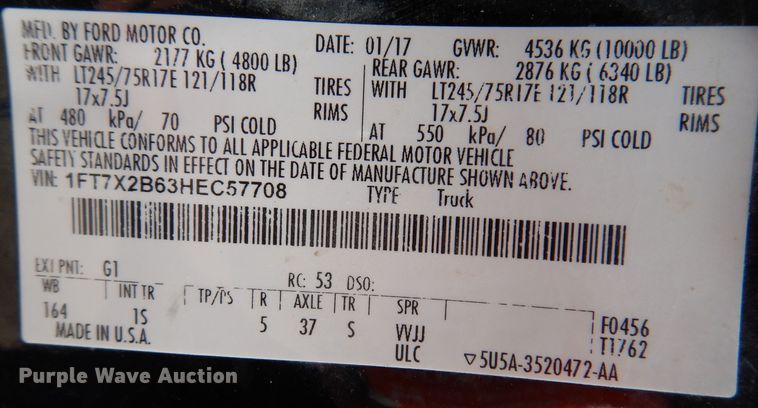 MFD. BY FORD MOTOR CO. DATE: 01/17 GVWR: 4536 KG (10000 LB)
FRONT GAWR: 2177 KG (4800 LB) REAR GAWR: 2876 KG (6340 LB)
WITH LT245/75R17E 121/118R TIRES WITH LT245/75R17E 121/118R TIRES
17x7.5J RIMS 17x7.5J RIMS
AT 480 kPa/ 70 PSI COLD AT 550 kPa/ 80 PSI COLD
THIS VEHICLE CONFORMS TO ALL APPLICABLE FEDERAL MOTOR VEHICLE
SAFETY STANDARDS IN EFFECT ON THE DATE OF MANUFACTURE SHOWN ABOVE.
VIN: 1FT7X2B63HEC57708 TYPE Truck
EXT PNT: G1 RC: 53 DSO:
WB INT TR TP/PS R AXLE TR SPR
164 1S 5 37 S VVJJ F0456
MADE IN U.S.A. ULC T1762
▽5U5A-3520472-AA
Purple Wave Auction